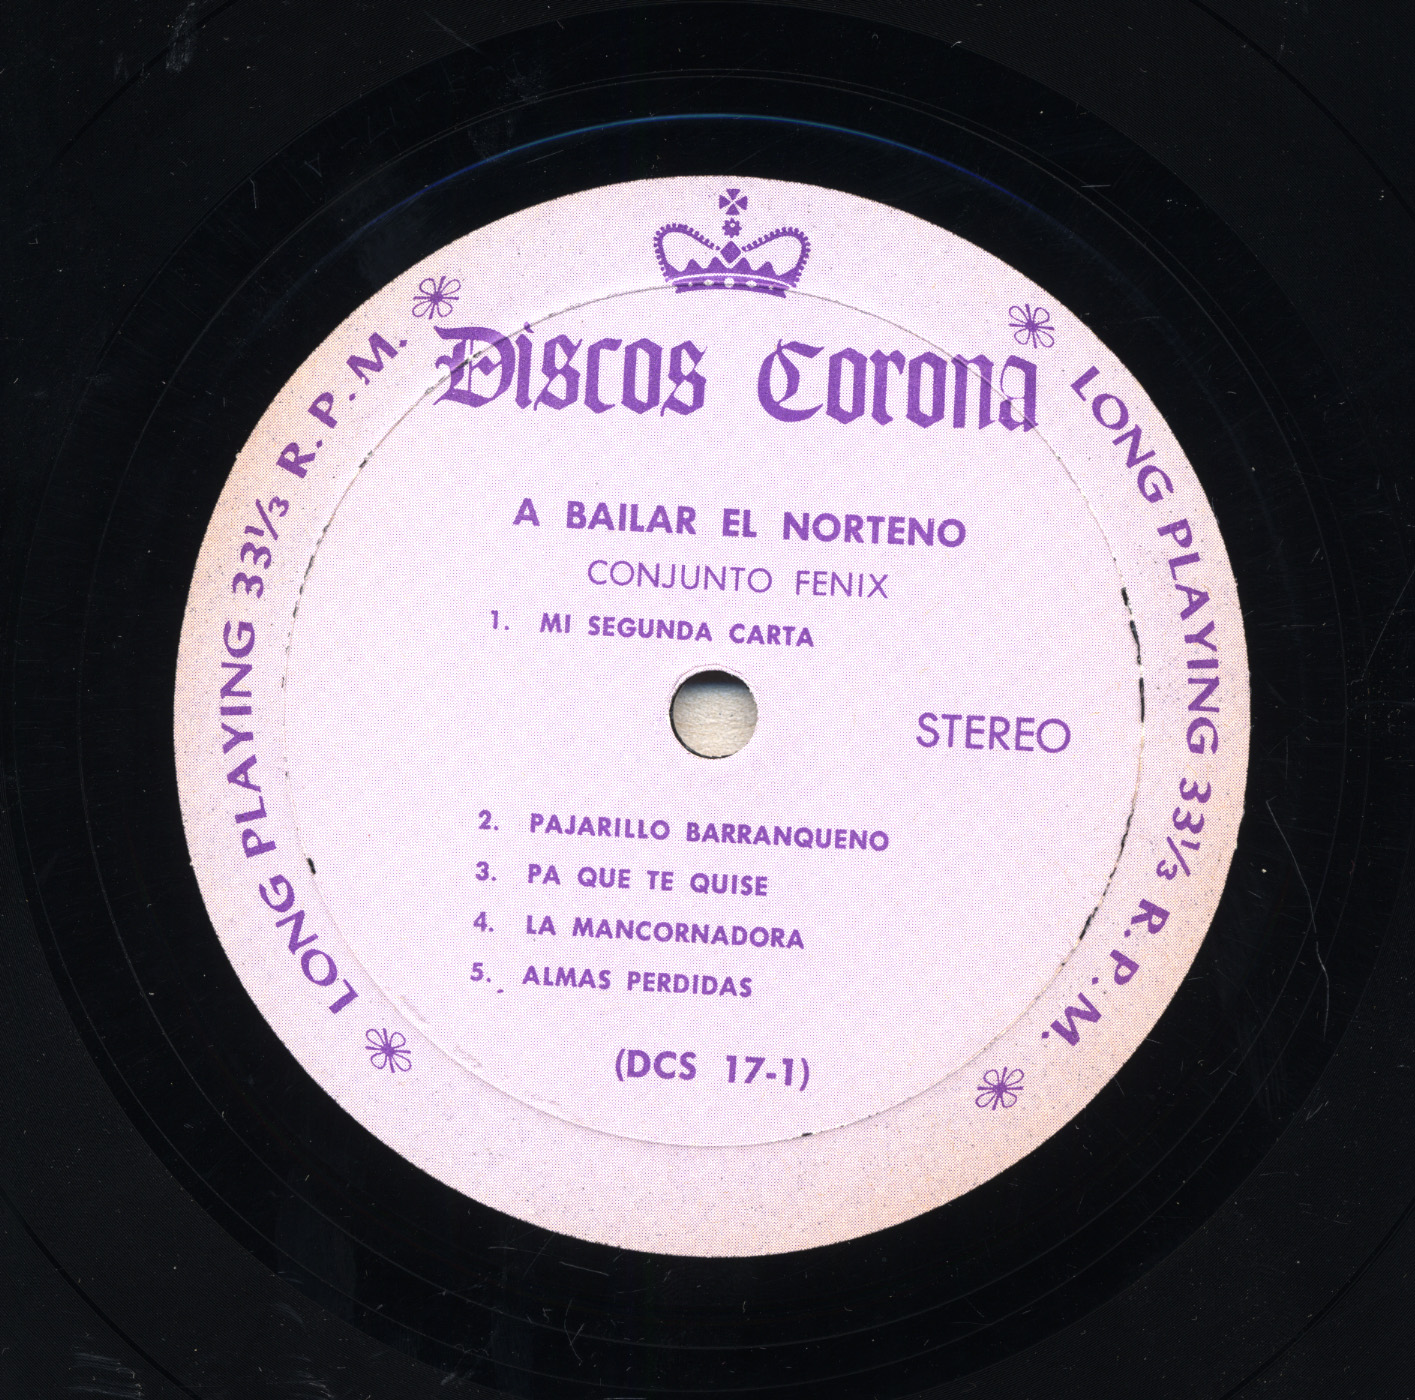 Discos Corona
A BAILAR EL NORTENO
CONJUNTO FENIX
1. MI SEGUNDA CARTA
STEREO
2. PAJARILLO BARRANQUENO
3. PA QUE TE QUISE
4. LA MANCORNADORA
5. ALMAS PERDIDAS
(DCS 17-1)
LONG PLAYING 33⅓ R.P.M.
LONG PLAYING 33⅓ R.P.M.